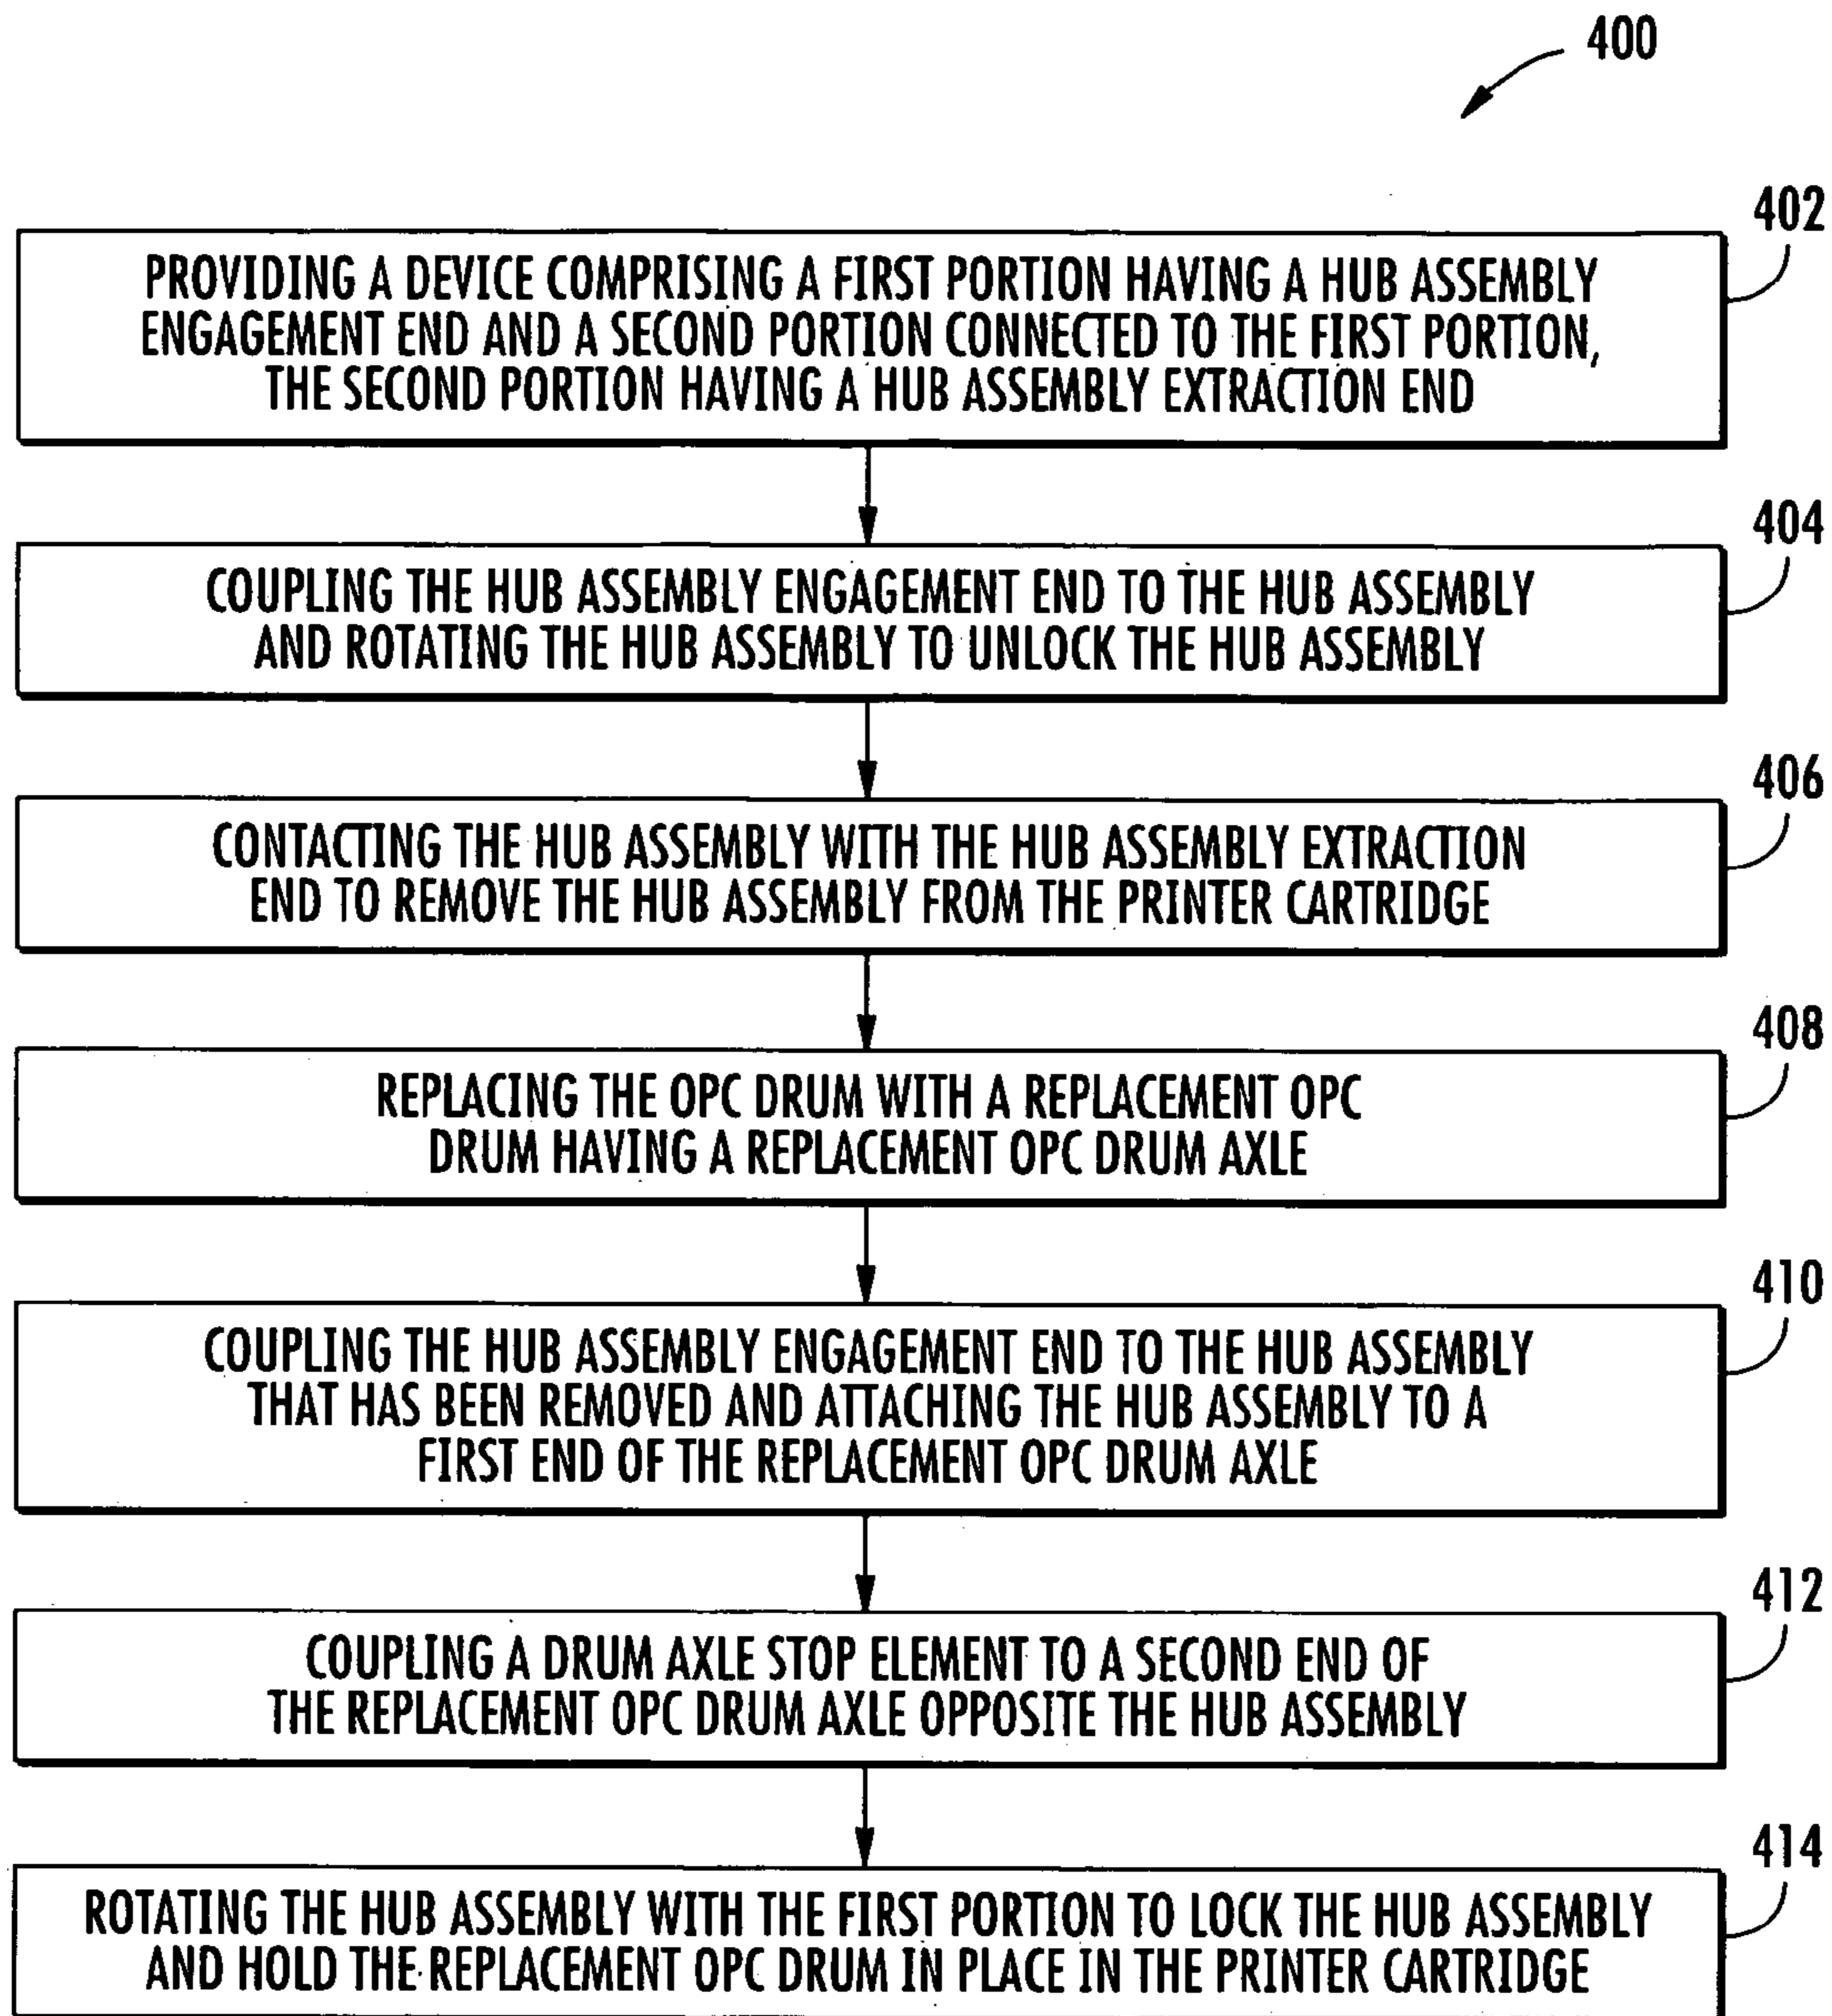 400
402
PROVIDING A DEVICE COMPRISING A FIRST PORTION HAVING A HUB ASSEMBLY
ENGAGEMENT END AND A SECOND PORTION CONNECTED TO THE FIRST PORTION,
THE SECOND PORTION HAVING A HUB ASSEMBLY EXTRACTION END
404
COUPLING THE HUB ASSEMBLY ENGAGEMENT END TO THE HUB ASSEMBLY
AND ROTATING THE HUB ASSEMBLY TO UNLOCK THE HUB ASSEMBLY
406
CONTACTING THE HUB ASSEMBLY WITH THE HUB ASSEMBLY EXTRACTION
END TO REMOVE THE HUB ASSEMBLY FROM THE PRINTER CARTRIDGE
408
REPLACING THE OPC DRUM WITH A REPLACEMENT OPC
DRUM HAVING A REPLACEMENT OPC DRUM AXLE
410
COUPLING THE HUB ASSEMBLY ENGAGEMENT END TO THE HUB ASSEMBLY
THAT HAS BEEN REMOVED AND ATTACHING THE HUB ASSEMBLY TO A
FIRST END OF THE REPLACEMENT OPC DRUM AXLE
412
COUPLING A DRUM AXLE STOP ELEMENT TO A SECOND END OF
THE REPLACEMENT OPC DRUM AXLE OPPOSITE THE HUB ASSEMBLY
414
ROTATING THE HUB ASSEMBLY WITH THE FIRST PORTION TO LOCK THE HUB ASSEMBLY
AND HOLD THE REPLACEMENT OPC DRUM IN PLACE IN THE PRINTER CARTRIDGE